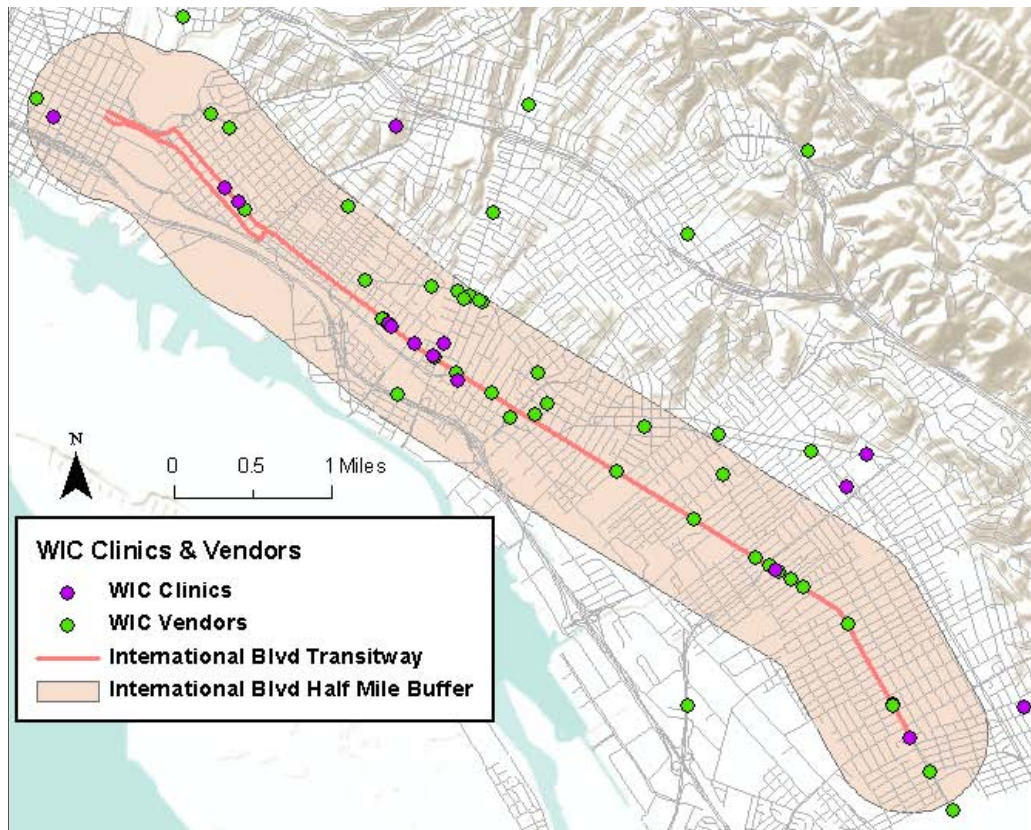 N
0 0.5 1 Miles
WIC Clinics & Vendors
WIC Clinics
WIC Vendors
International Blvd Transitway
International Blvd Half Mile Buffer